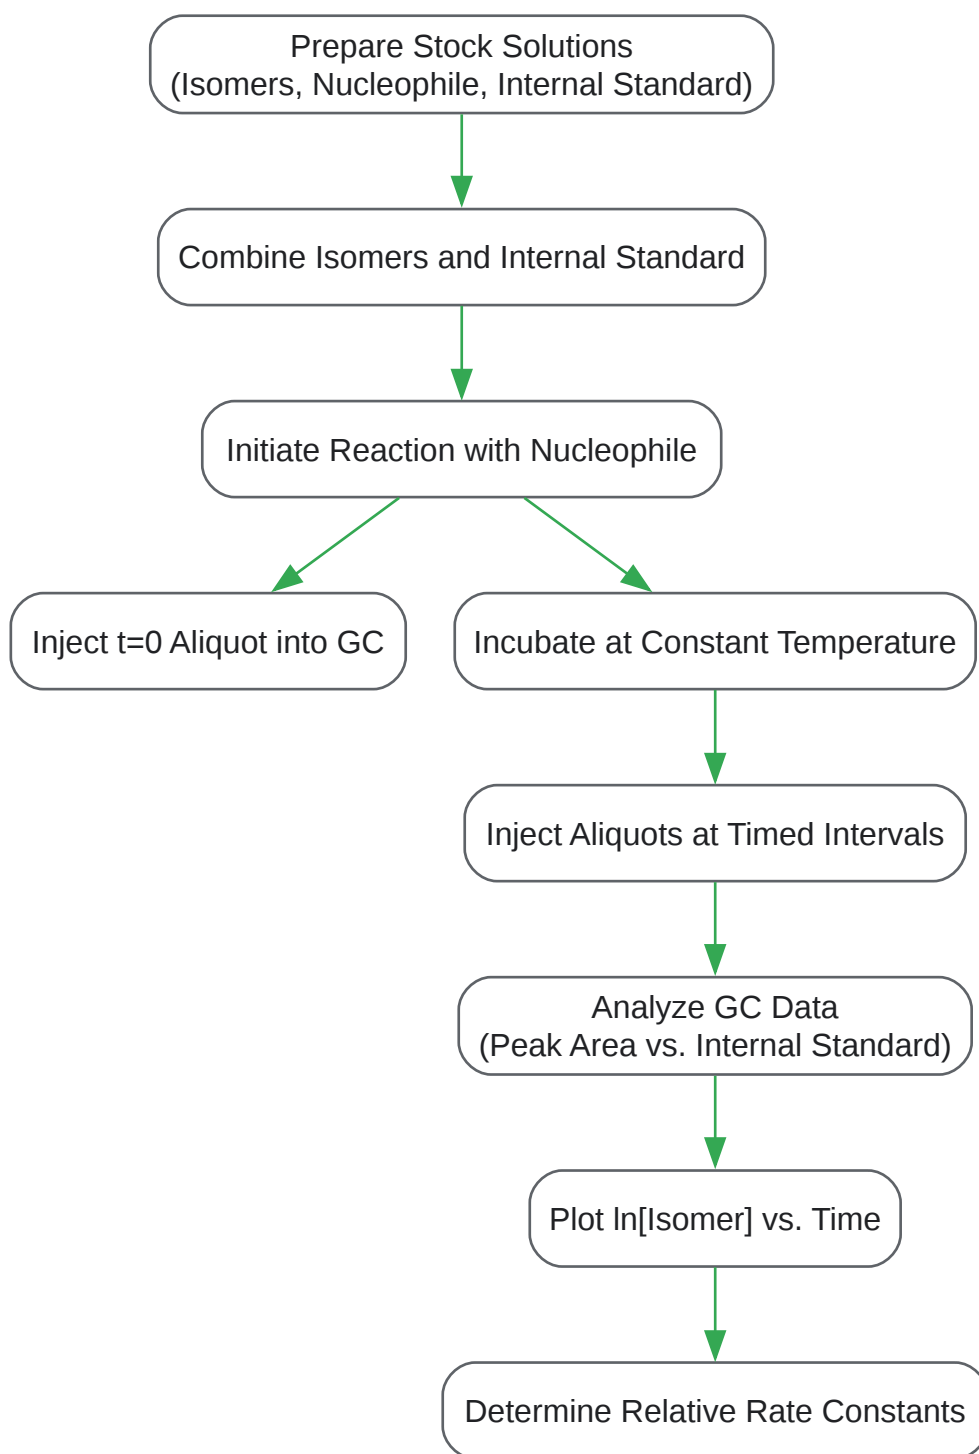 Prepare Stock Solutions
(Isomers, Nucleophile, Internal Standard)
Combine Isomers and Internal Standard
Initiate Reaction with Nucleophile
Inject t=0 Aliquot into GC
Incubate at Constant Temperature
Inject Aliquots at Timed Intervals
Analyze GC Data
(Peak Area vs. Internal Standard)
Plot ln[Isomer] vs. Time
Determine Relative Rate Constants